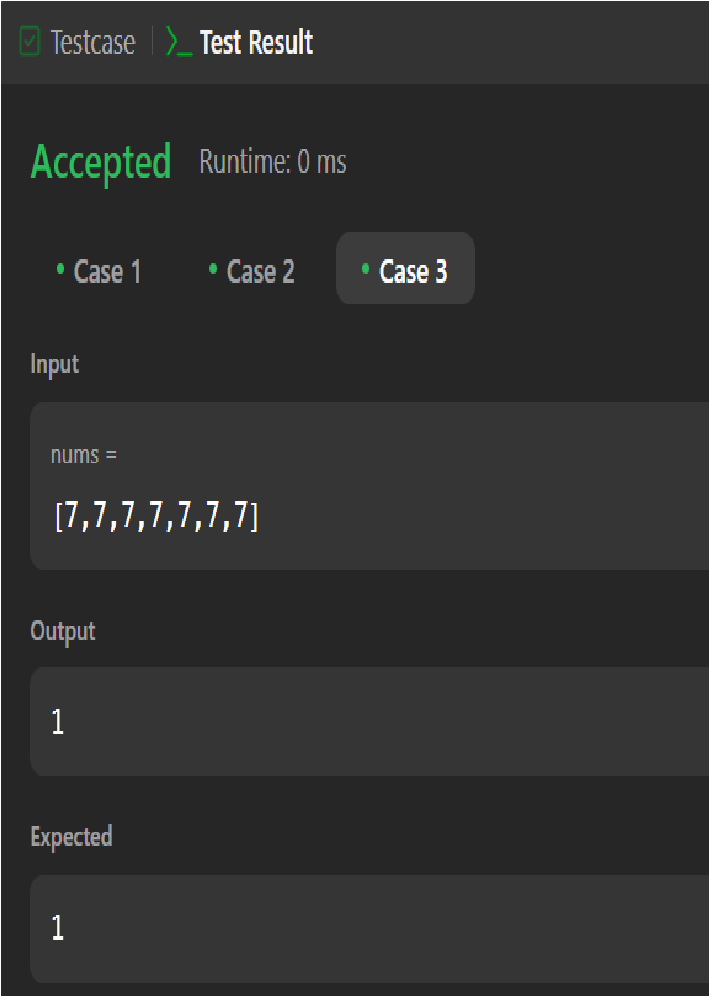 Testcase | >_ Test Result
Accepted Runtime: 0 ms
• Case 1 • Case 2 • Case 3
Input
nums =
[7,7,7,7,7,7,7]
Output
1
Expected
1